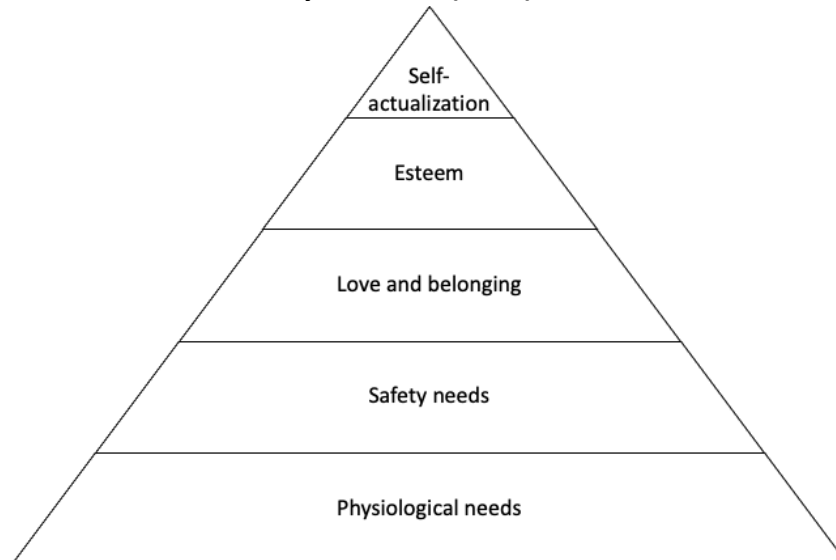 Self-
actualization
Esteem
Love and belonging
Safety needs
Physiological needs